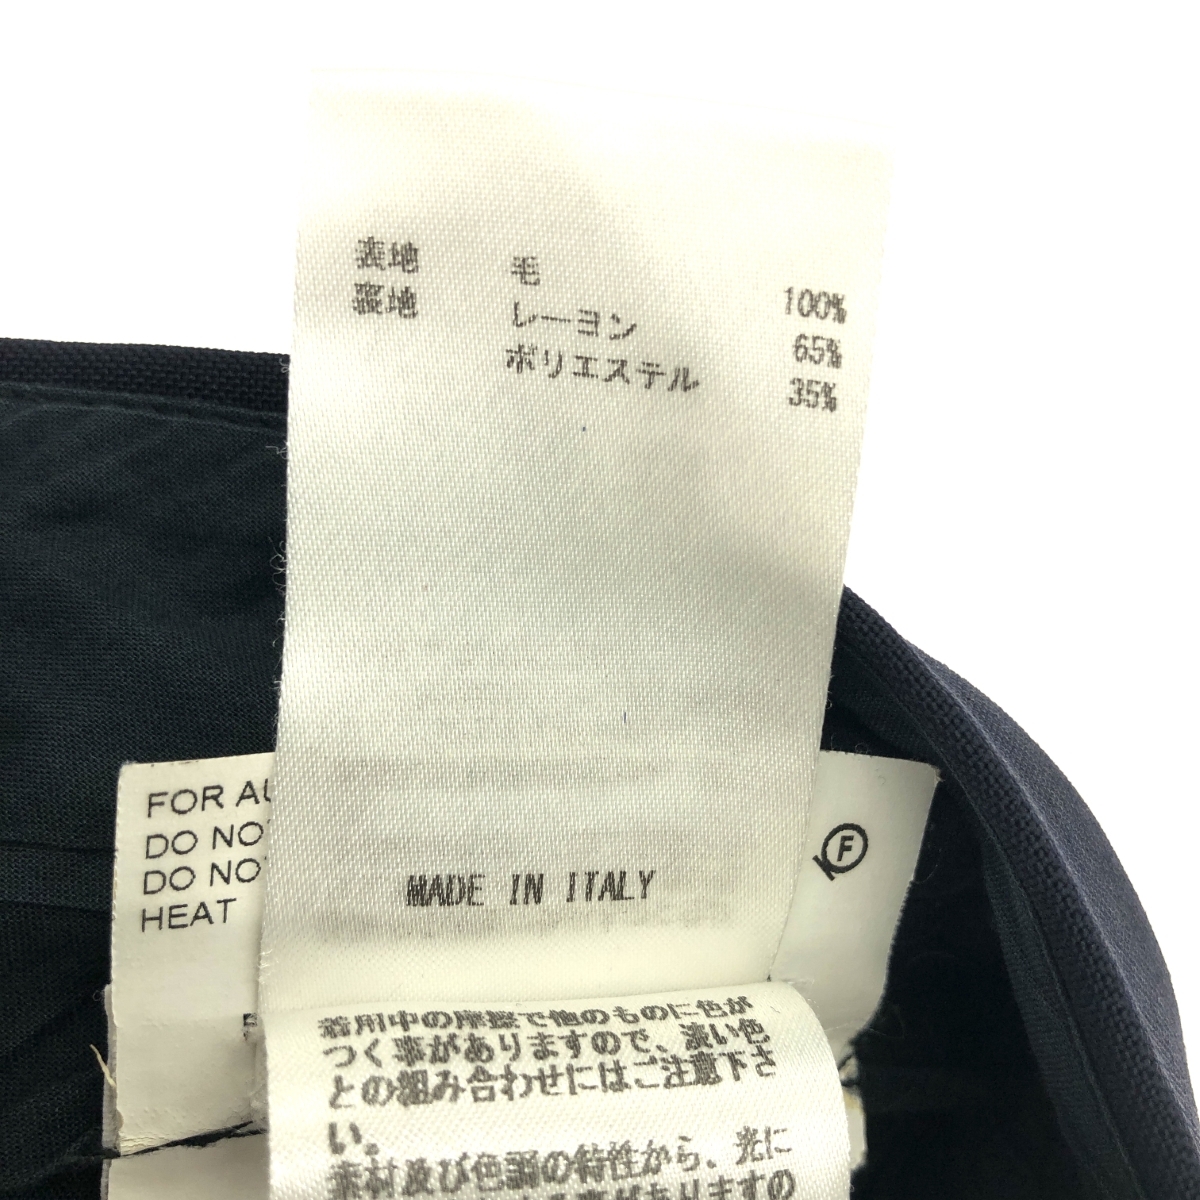 表地 毛 100%
裏地 レーヨン 65%
ポリエステル 35%
FOR
DO
DO
HEAT
F
MADE IN ITALY
着用中の摩擦で他のものに色が
つく事がありますので、濃い色
との組み合わせにはご注意下さ
い。
素材及び色調の特性から、光に